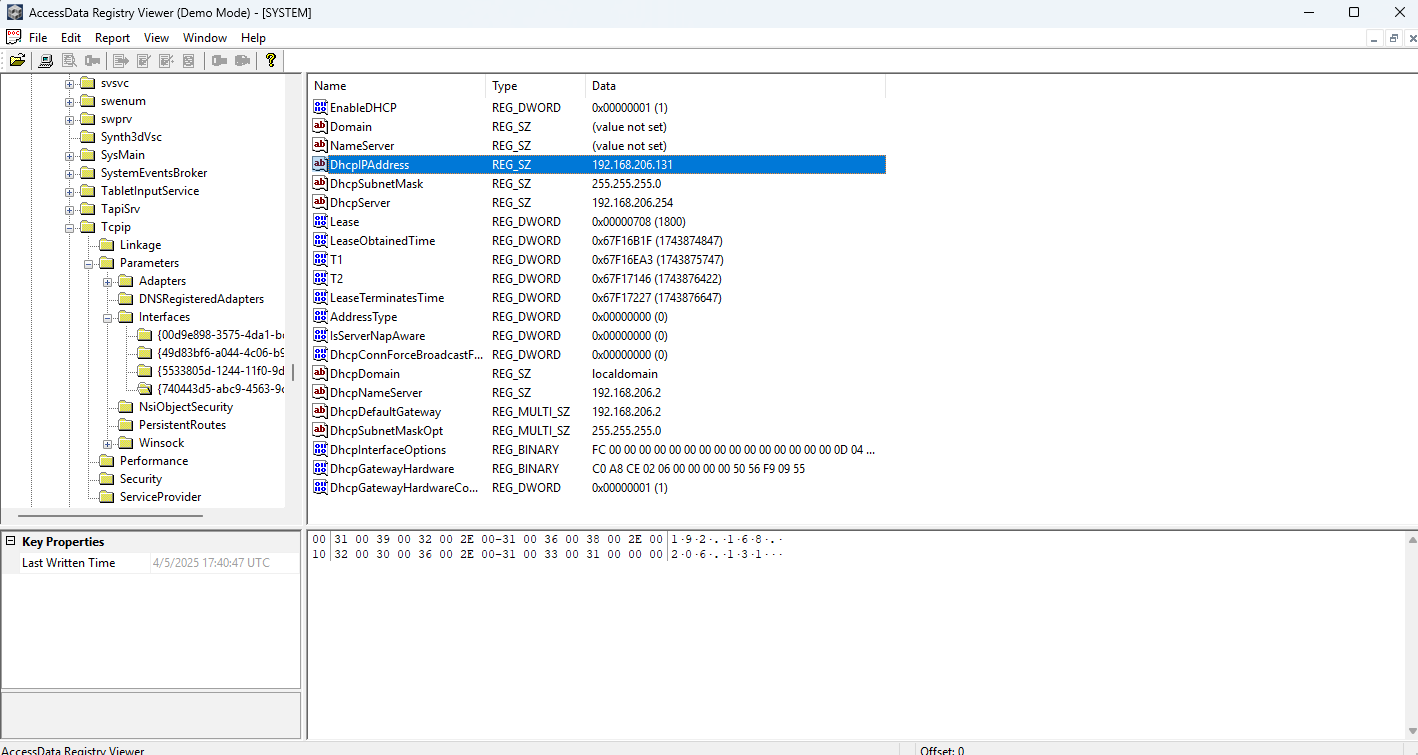 AccessData Registry Viewer (Demo Mode) - [SYSTEM]
File Edit Report View Window Help
svsvc
swenum
swprv
Synth3dVsc
SysMain
SystemEventsBroker
TabletInputService
TapiSrv
Tcpip
Linkage
Parameters
Adapters
DNSRegisteredAdapters
Interfaces
{00d9e898-3575-4da1-b
{49d83bf6-a044-4c06-b9
{5533805d-1244-11f0-9d
{740443d5-abc9-4563-9
NsiObjectSecurity
PersistentRoutes
Winsock
Performance
Security
ServiceProvider
Name Type Data
EnableDHCP REG_DWORD 0x00000001 (1)
Domain REG_SZ (value not set)
NameServer REG_SZ (value not set)
DhcpIPAddress REG_SZ 192.168.206.131
DhcpSubnetMask REG_SZ 255.255.255.0
DhcpServer REG_SZ 192.168.206.254
Lease REG_DWORD 0x00000708 (1800)
LeaseObtainedTime REG_DWORD 0x67F16B1F (1743874847)
T1 REG_DWORD 0x67F16EA3 (1743875747)
T2 REG_DWORD 0x67F17146 (1743876422)
LeaseTerminatesTime REG_DWORD 0x67F17227 (1743876647)
AddressType REG_DWORD 0x00000000 (0)
IsServerNapAware REG_DWORD 0x00000000 (0)
DhcpConnForceBroadcastF... REG_DWORD 0x00000000 (0)
DhcpDomain REG_SZ localdomain
DhcpNameServer REG_SZ 192.168.206.2
DhcpDefaultGateway REG_MULTI_SZ 192.168.206.2
DhcpSubnetMaskOpt REG_MULTI_SZ 255.255.255.0
DhcpInterfaceOptions REG_BINARY FC 00 00 00 00 00 00 00 00 00 00 00 00 00 00 00 0D 04 ...
DhcpGatewayHardware REG_BINARY C0 A8 CE 02 06 00 00 00 00 50 56 F9 09 55
DhcpGatewayHardwareCo... REG_DWORD 0x00000001 (1)
Key Properties
Last Written Time 4/5/2025 17:40:47 UTC
00 31 00 39 00 32 00 2E 00-31 00 36 00 38 00 2E 00 1·9·2·.·1·6·8·.·
10 32 00 30 00 36 00 2E 00-31 00 33 00 31 00 00 00 2·0·6·.·1·3·1···
AccessData Registry Viewer Offset: 0